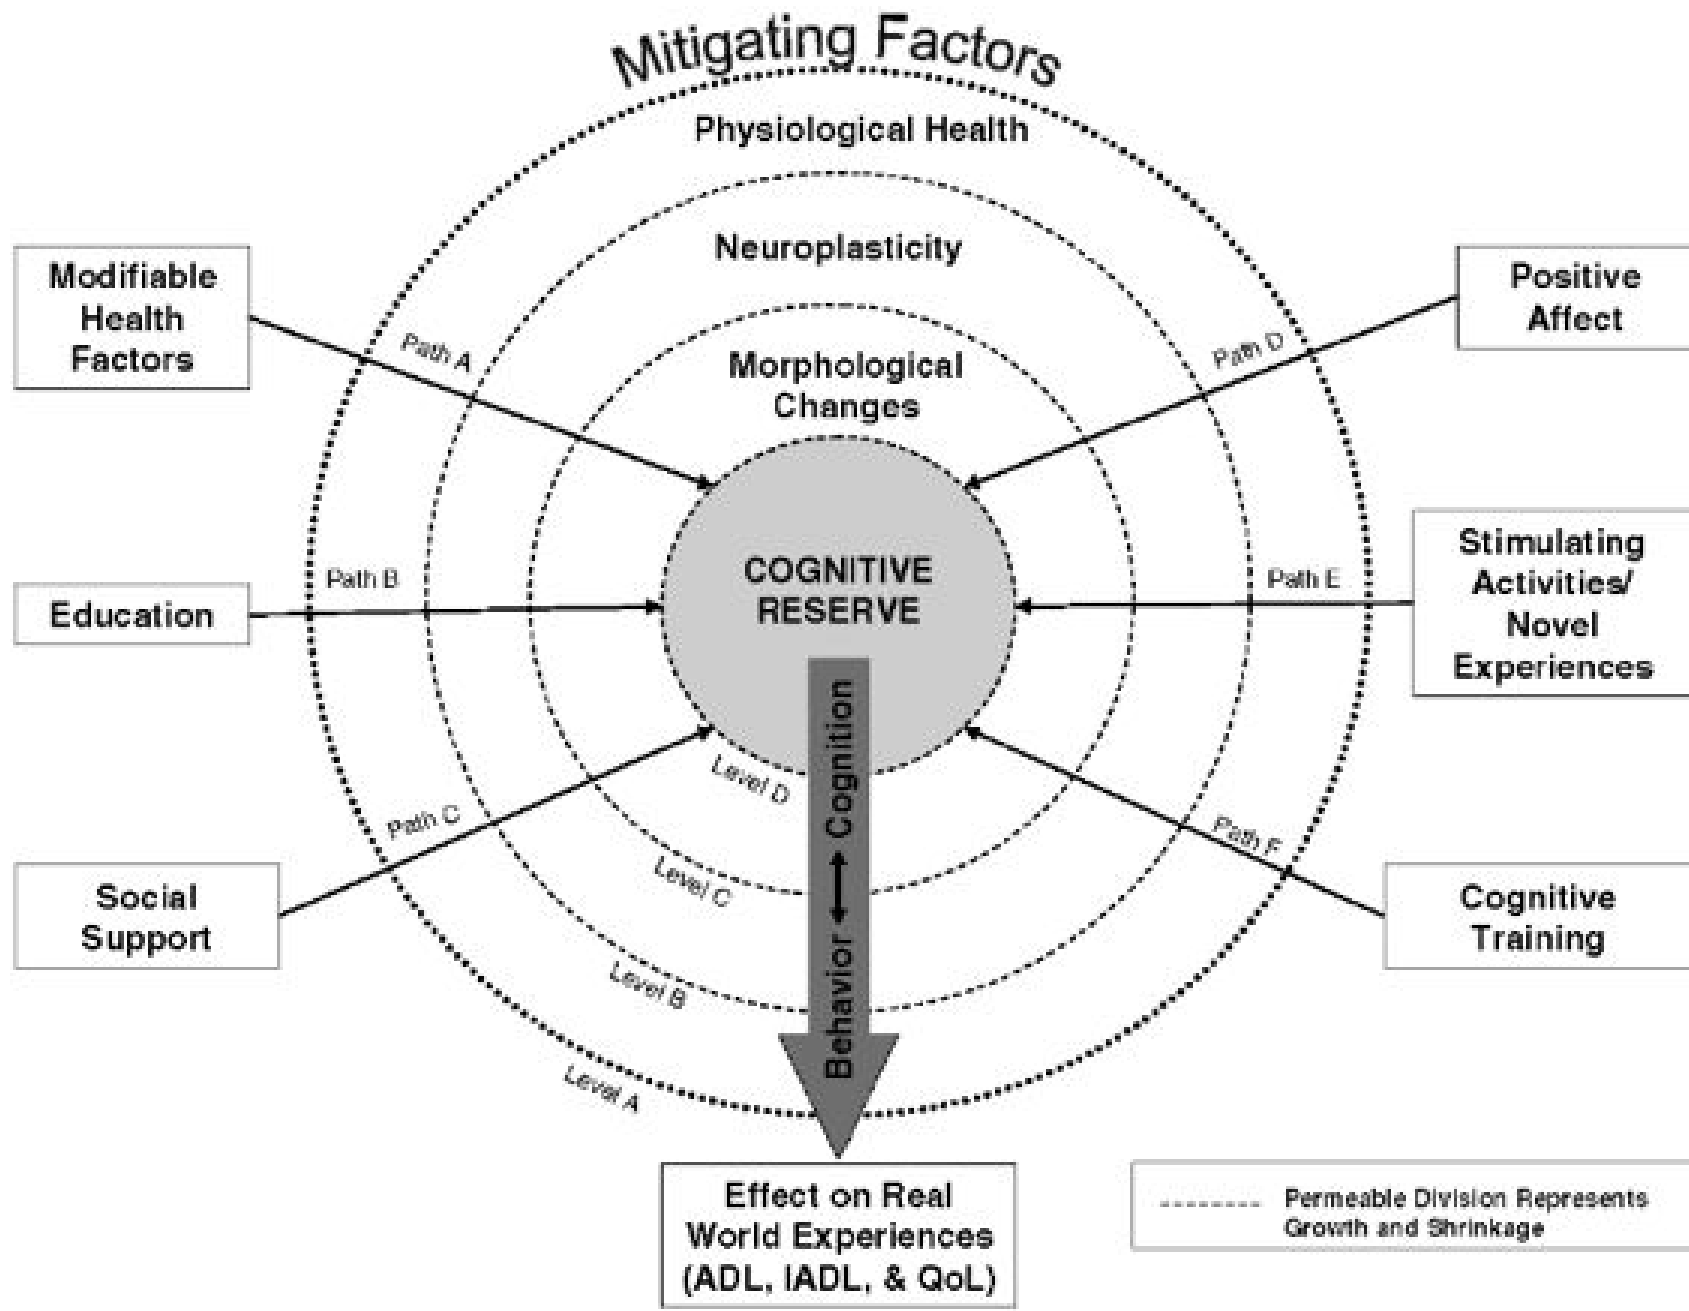 Mitigating Factors
Physiological Health
Neuroplasticity
Morphological
Changes
COGNITIVE
RESERVE
Modifiable
Health
Factors
Path A
Education
Path B
Social
Support
Path C
Positive
Affect
Path D
Stimulating
Activities/
Novel
Experiences
Path E
Cognitive
Training
Path F
Level D
Level C
Level B
Level A
Behavior ↔ Cognition
Effect on Real
World Experiences
(ADL, IADL, & QoL)
Permeable Division Represents
Growth and Shrinkage